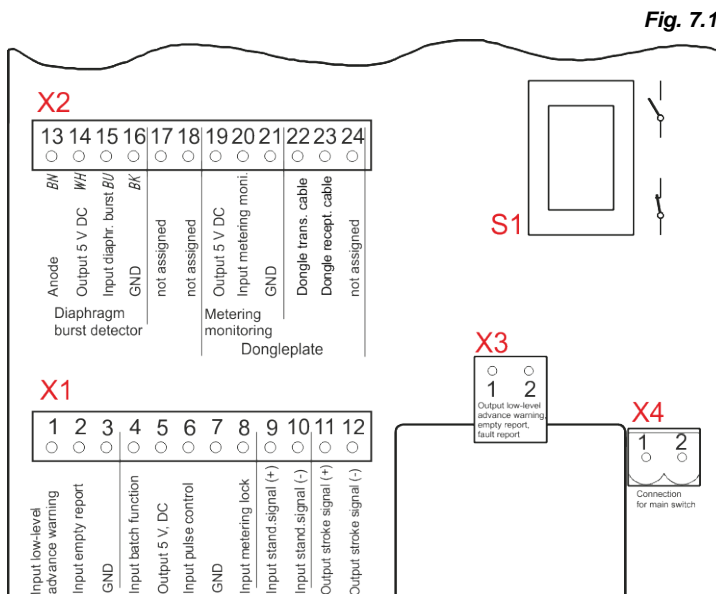 Fig. 7.1
X2
13 14 15 16 17 18 19 20 21 22 23 24
BN WH BU BK
Anode
Output 5 V DC
Input diaphr. burst
GND
not assigned
not assigned
Output 5 V DC
Input metering moni.
GND
Dongle trans. cable
Dongle recept. cable
not assigned
Diaphragm
burst detector
Metering
monitoring
Dongleplate
S1
X1
1 2 3 4 5 6 7 8 9 10 11 12
Input low-level
advance warning
Input empty report
GND
Input batch function
Output 5 V, DC
Input pulse control
GND
Input metering lock
Input stand.signal (+)
Input stand.signal (-)
Output stroke signal (+)
Output stroke signal (-)
X3
1 2
Output low-level
advance warning,
empty report,
fault report
X4
1 2
Connection
for main switch